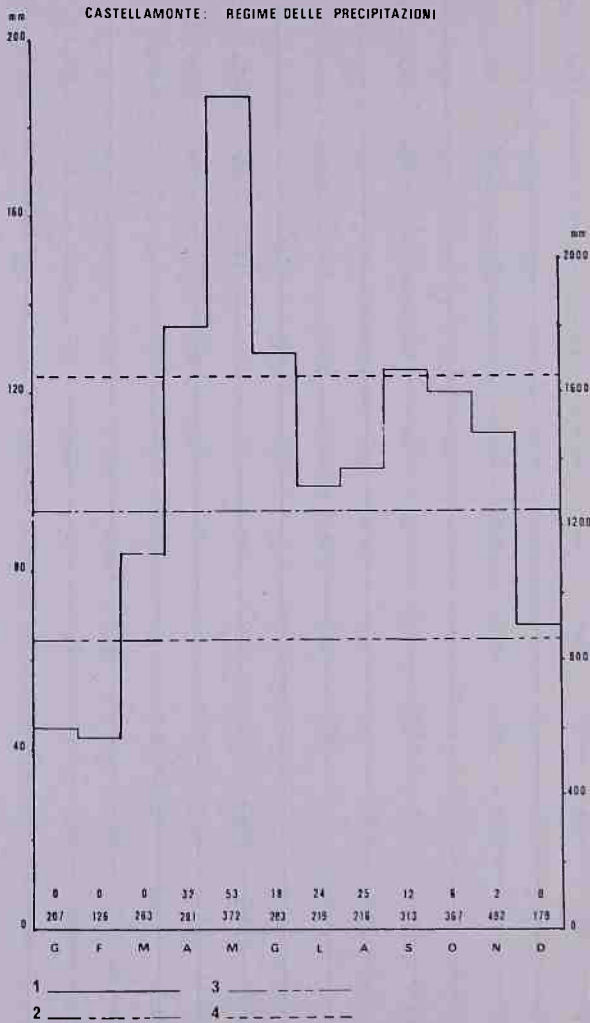 CASTELLAMONTE: REGIME DELLE PRECIPITAZIONI
mm
200
160
mm
2000
120
1600
1200
80
800
40
400
0 0 0 32 53 18 24 25 12 6 2 0
0 207 126 263 281 372 283 219 216 313 367 492 179 0
G F M A M G L A S O N D
1 3
2 4